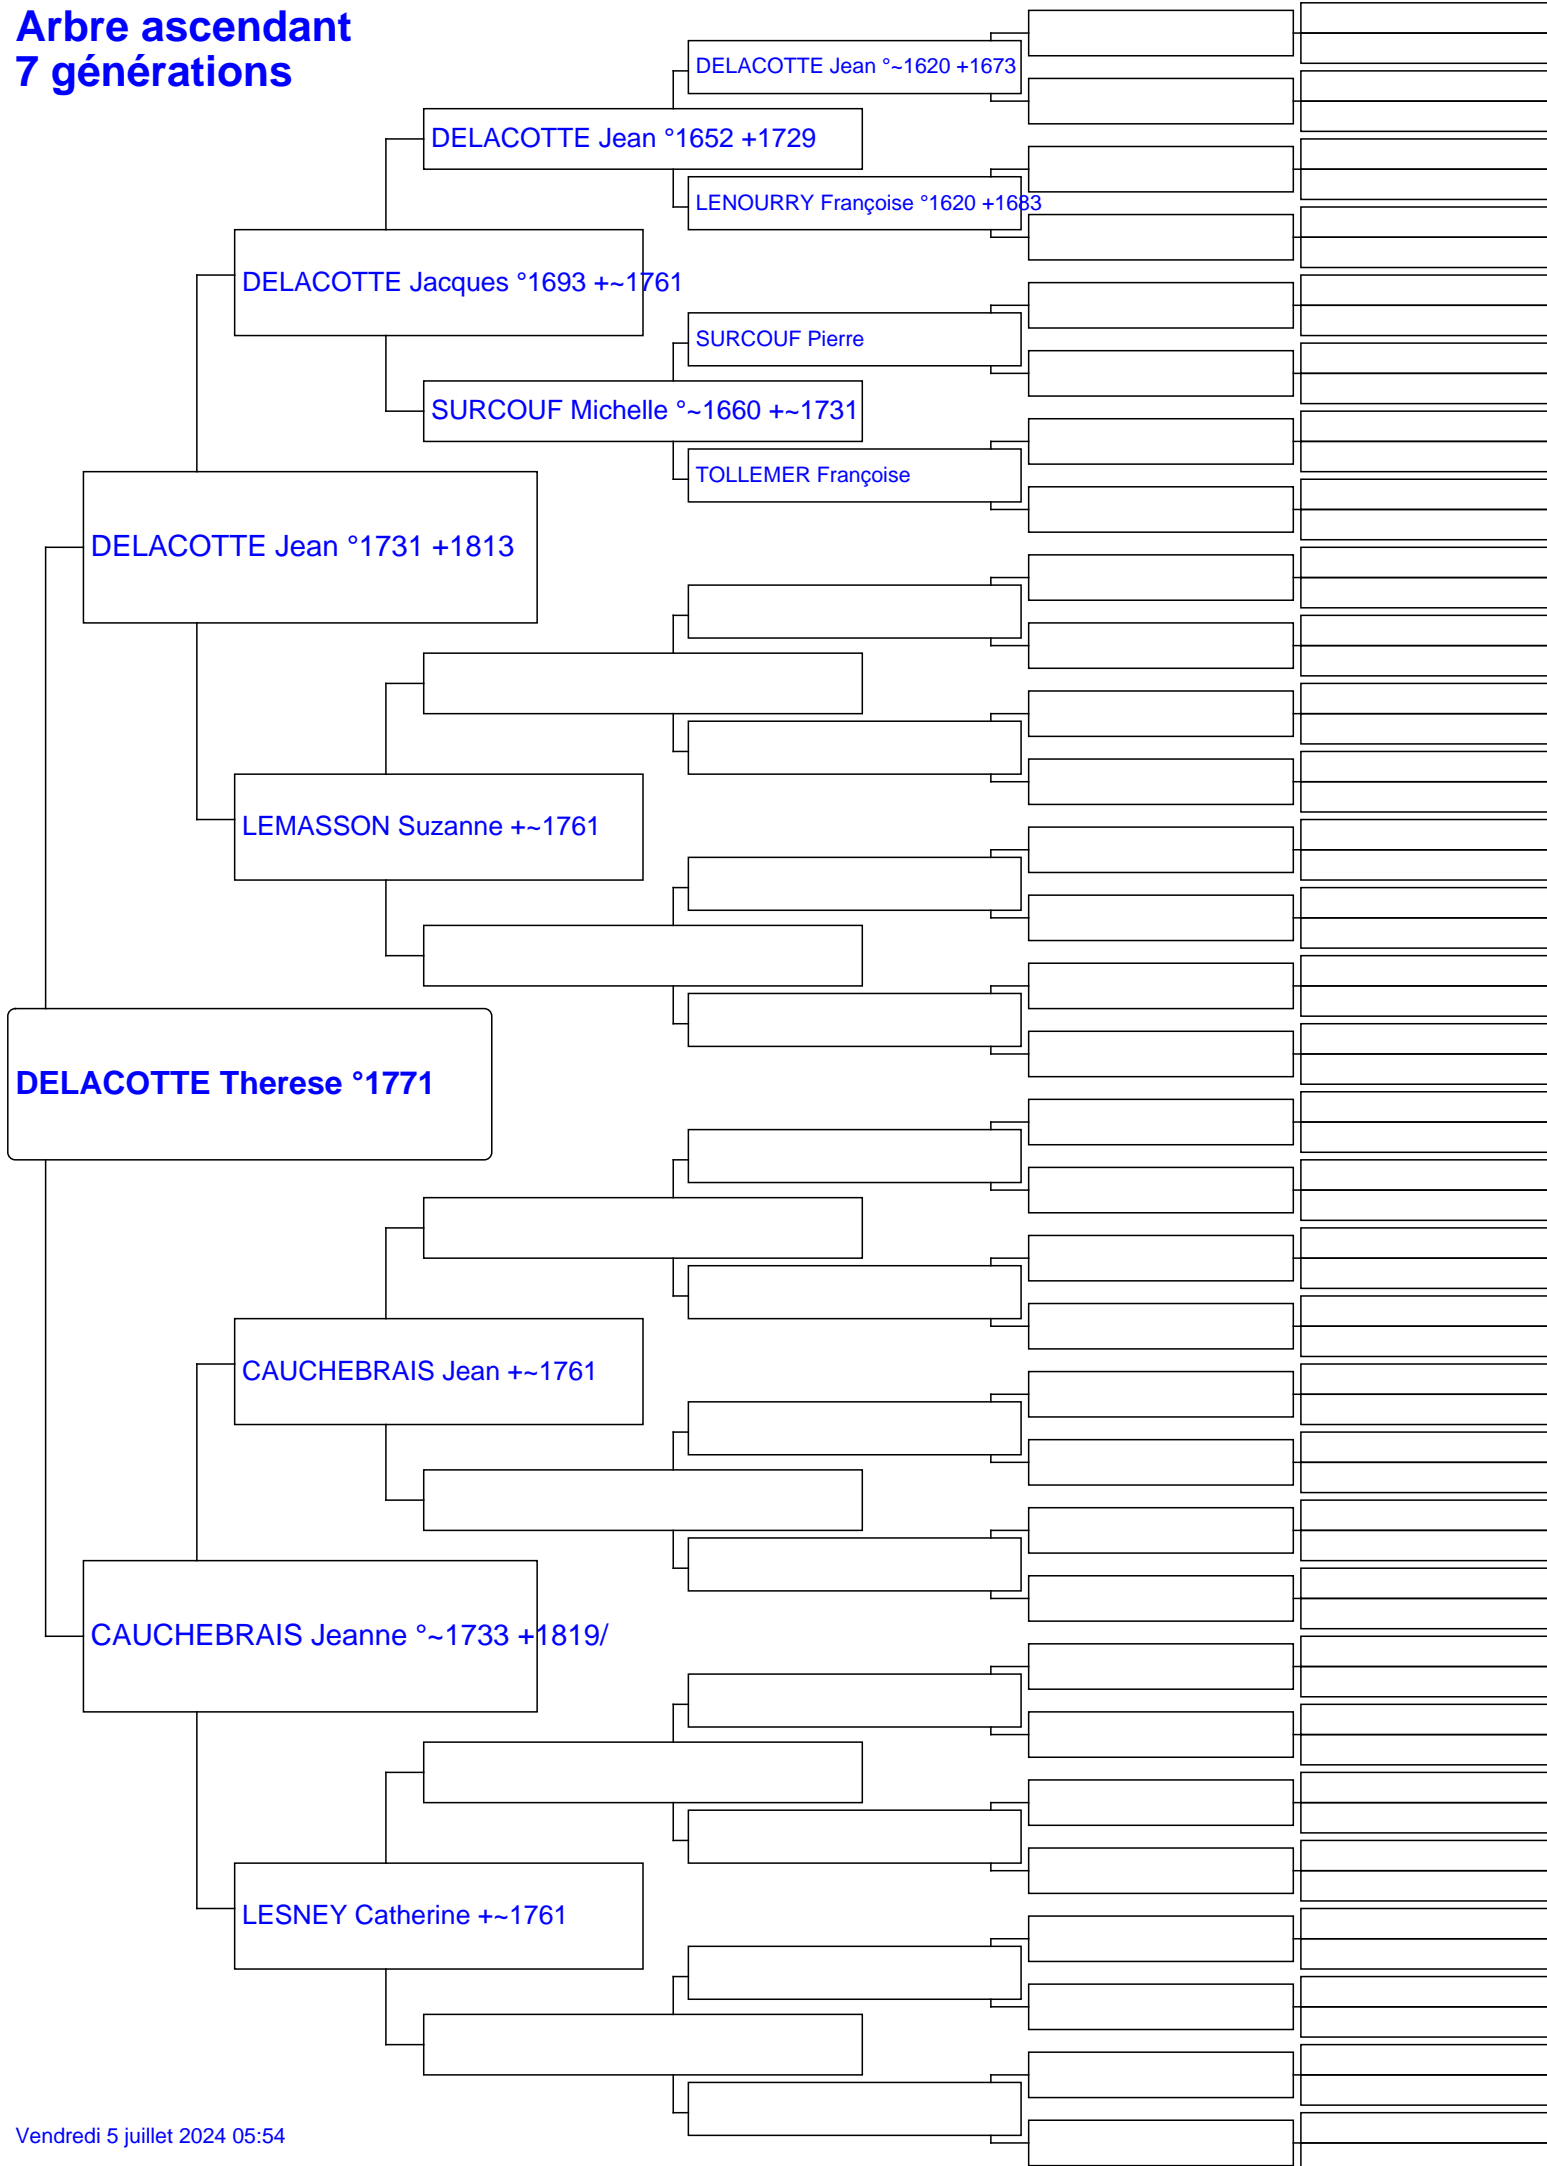 Arbre ascendant
7 générations
DELACOTTE Jean °~1620 +1673
DELACOTTE Jean °1652 +1729
LENOURRY Françoise °1620 +1683
DELACOTTE Jacques °1693 +~1761
SURCOUF Pierre
SURCOUF Michelle °~1660 +~1731
TOLLEMER Françoise
DELACOTTE Jean °1731 +1813
LEMASSON Suzanne +~1761
DELACOTTE Therese °1771
CAUCHEBRAIS Jean +~1761
CAUCHEBRAIS Jeanne °~1733 +1819/
LESNEY Catherine +~1761
Vendredi 5 juillet 2024 05:54